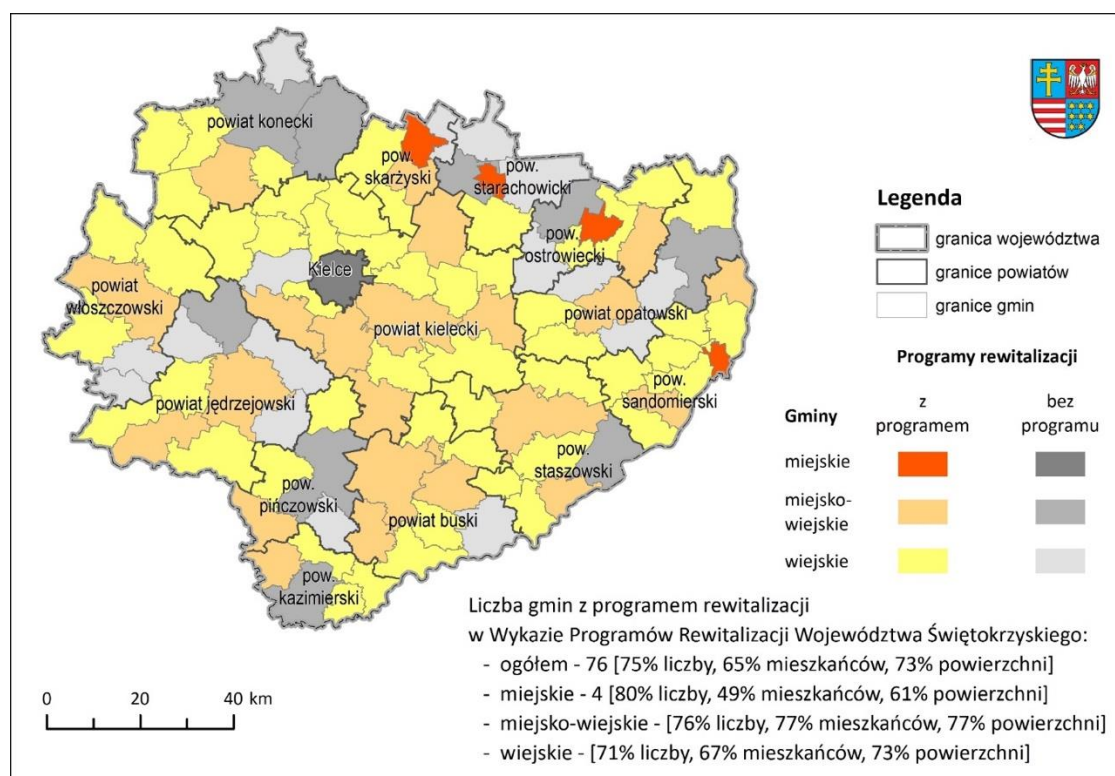 powiat konecki
pow.
skarżyski
pow.
starachowicki
pow.
ostrowiecki
Kielce
powiat
włoszczowski
powiat kielecki
powiat opatowski
powiat jędrzejowski
pow.
sandomierski
pow.
staszowski
pow.
pińczowski
powiat buski
pow.
kazimierski
Legenda
granica województwa
granice powiatów
granice gmin
Programy rewitalizacji
Gminy
z
programem
bez
programu
miejskie
miejsko-
wiejskie
wiejskie
Liczba gmin z programem rewitalizacji
w Wykazie Programów Rewitalizacji Województwa Świętokrzyskiego:
- ogółem - 76 [75% liczby, 65% mieszkańców, 73% powierzchni]
- miejskie - 4 [80% liczby, 49% mieszkańców, 61% powierzchni]
- miejsko-wiejskie - [76% liczby, 77% mieszkańców, 77% powierzchni]
- wiejskie - [71% liczby, 67% mieszkańców, 73% powierzchni]
0 20 40 km